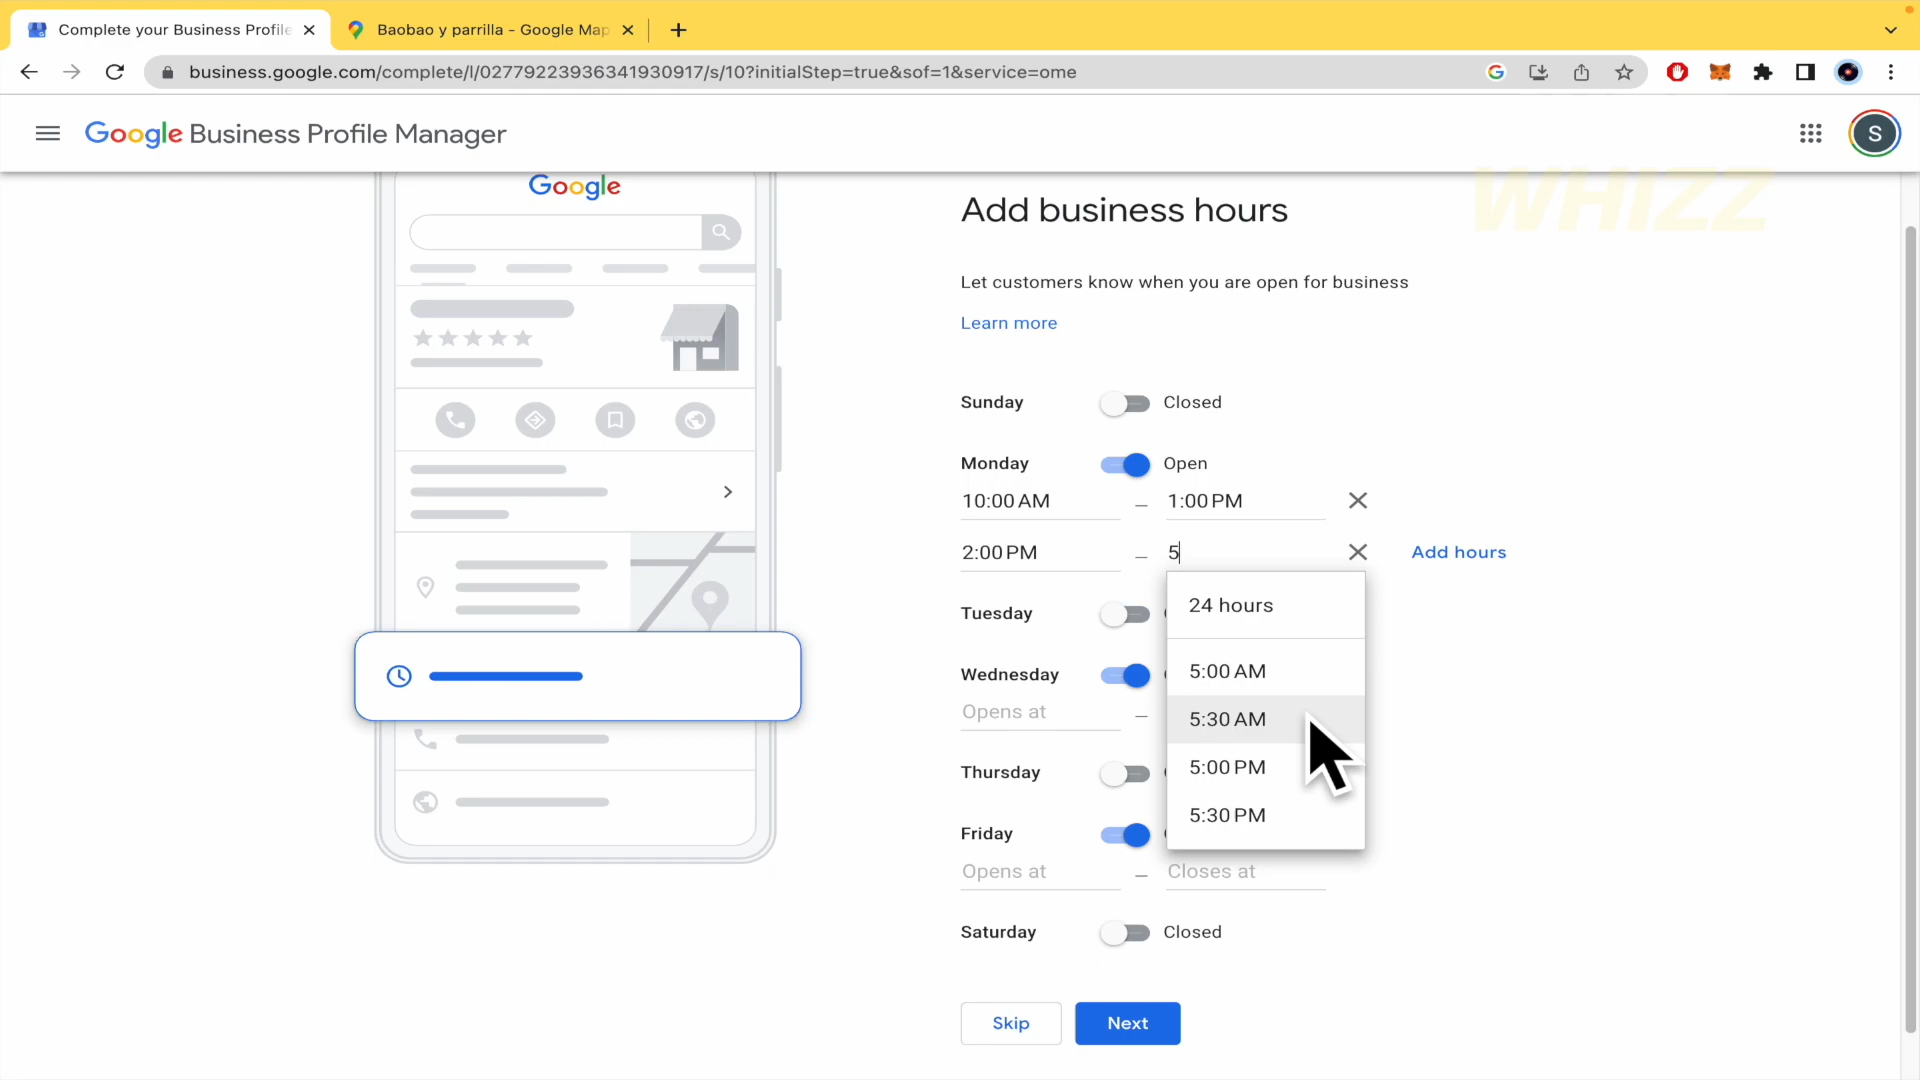 Complete your Business Profile
Baobao y parrilla - Google Map
business.google.com/complete/l/02779223936341930917/s/10?initialStep=true&sof=1&service=ome
Google Business Profile Manager
S
Google
WHIZZ
Add business hours
Let customers know when you are open for business
Learn more
Sunday Closed
Monday Open
10:00 AM – 1:00 PM
2:00 PM – 5 Add hours
24 hours
Tuesday
5:00 AM
Wednesday
5:30 AM
Opens at –
5:00 PM
Thursday
5:30 PM
Friday
Opens at – Closes at
Saturday Closed
Skip Next